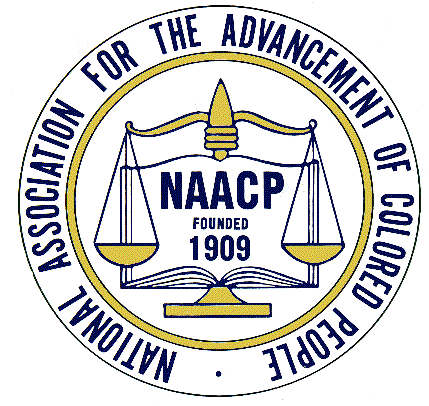 NATIONAL ASSOCIATION FOR THE ADVANCEMENT OF COLORED PEOPLE ·
NAACP
FOUNDED
1909